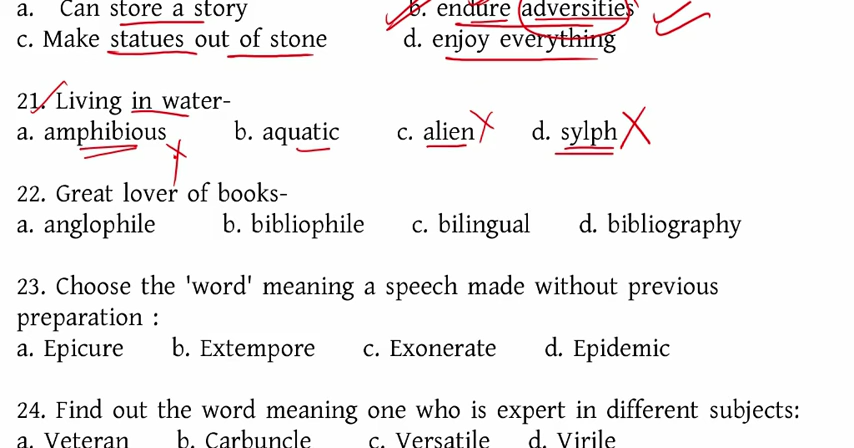 a. Can store a story b. endure adversities
c. Make statues out of stone d. enjoy everything
21. Living in water-
a. amphibious b. aquatic c. alien d. sylph
22. Great lover of books-
a. anglophile b. bibliophile c. bilingual d. bibliography
23. Choose the 'word' meaning a speech made without previous
preparation :
a. Epicure b. Extempore c. Exonerate d. Epidemic
24. Find out the word meaning one who is expert in different subjects:
a. Veteran b. Carbuncle c. Versatile d. Virile